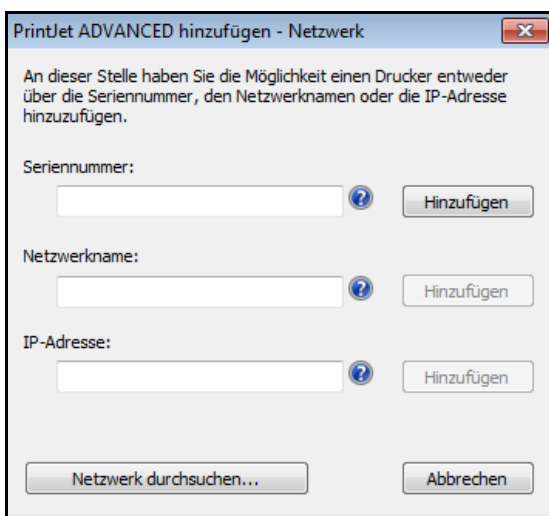 PrintJet ADVANCED hinzufügen - Netzwerk
An dieser Stelle haben Sie die Möglichkeit einen Drucker entweder
über die Seriennummer, den Netzwerknamen oder die IP-Adresse
hinzuzufügen.
Seriennummer:
Hinzufügen
Netzwerkname:
Hinzufügen
IP-Adresse:
Hinzufügen
Netzwerk durchsuchen... Abbrechen